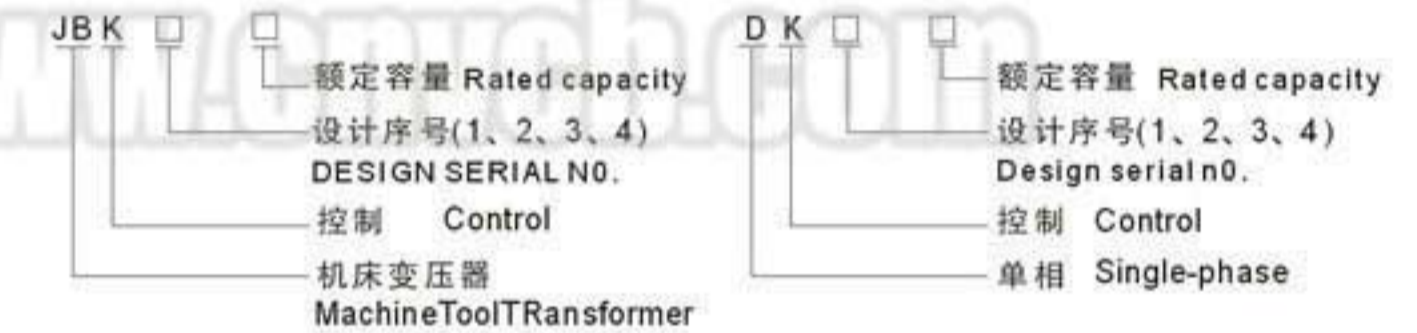 JB K □ □
额定容量 Rated capacity
设计序号(1、2、3、4)
DESIGN SERIAL N0.
控制 Control
机床变压器
MachineToolTRansformer
D K □ □
额定容量 Rated capacity
设计序号(1、2、3、4)
Design serial n0.
控制 Control
单相 Single-phase